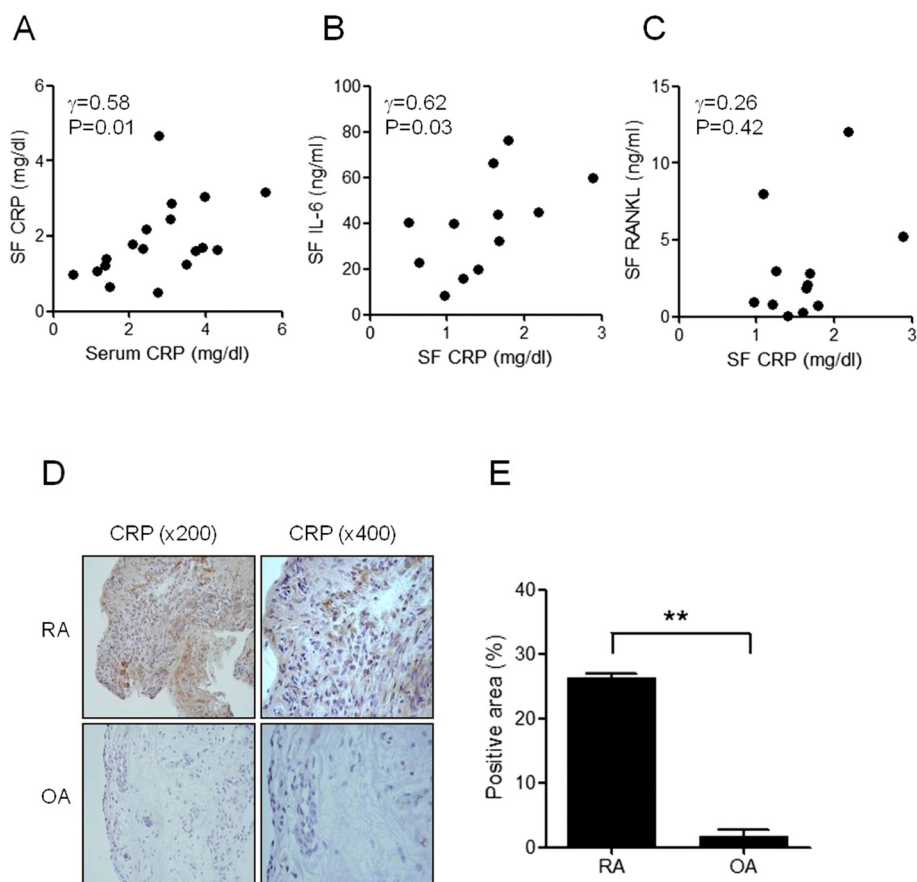 A
γ=0.58
P=0.01
SF CRP (mg/dl)
6
4
2
0
0 2 4 6
Serum CRP (mg/dl)
B
γ=0.62
P=0.03
SF IL-6 (ng/ml)
100
80
60
40
20
0
0 1 2 3
SF CRP (mg/dl)
C
γ=0.26
P=0.42
SF RANKL (ng/ml)
15
10
5
0
0 1 2 3
SF CRP (mg/dl)
D
CRP (x200) CRP (x400)
RA
OA
E
**
Positive area (%)
40
30
20
10
0
RA OA